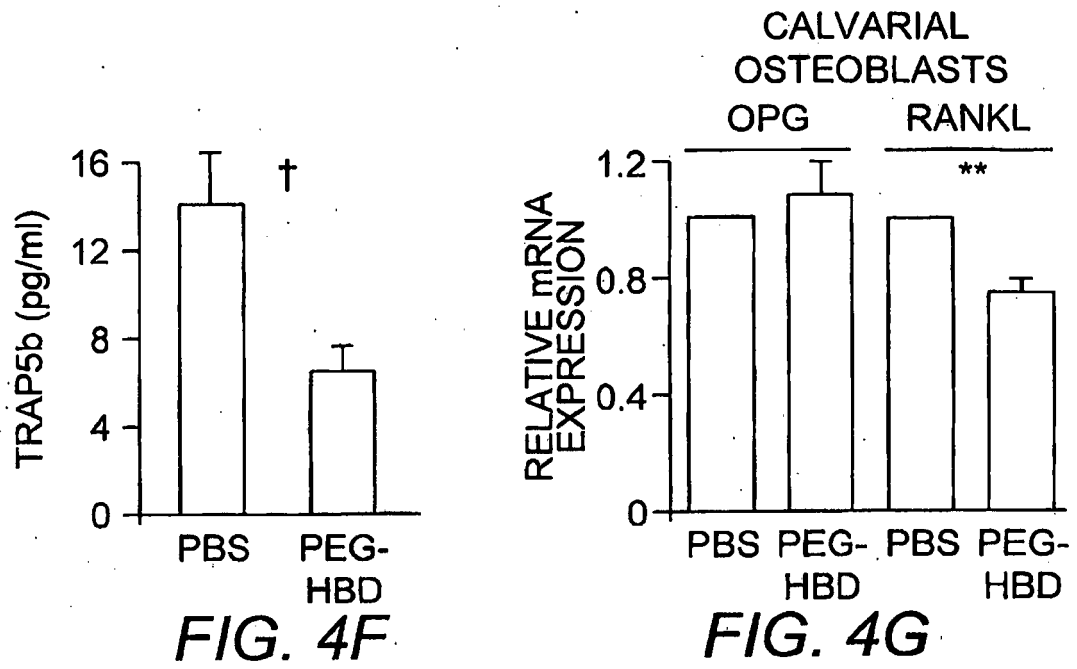 TRAP5b (pg/ml)
16
12
8
4
0
†
PBS
PEG-
HBD
FIG. 4F
CALVARIAL
OSTEOBLASTS
OPG
RANKL
RELATIVE mRNA
EXPRESSION
1.2
0.8
0.4
0
**
PBS
PEG-
HBD
PBS
PEG-
HBD
FIG. 4G